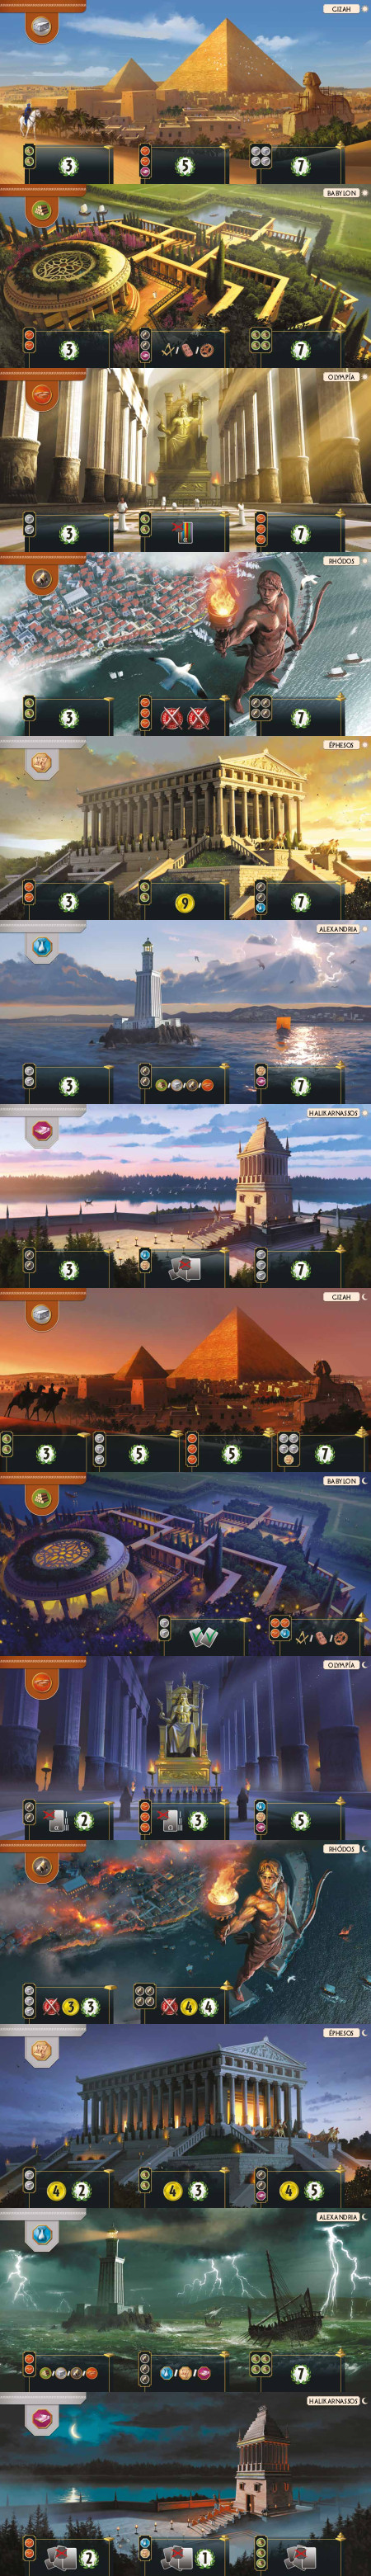 GIZAH
3 5 7
BABYLON
3 7
OLYMPÍA
3 7
RHÓDOS
3 7
ÉPHESOS
3 9 7
ALEXANDRIA
3 7
HALIKARNASSOS
3 7
GIZAH
3 5 5 7
BABYLON
OLYMPÍA
2 3 5
RHÓDOS
3 3 4 4
ÉPHESOS
4 2 4 3 4 5
ALEXANDRIA
7
HALIKARNASSOS
2 1